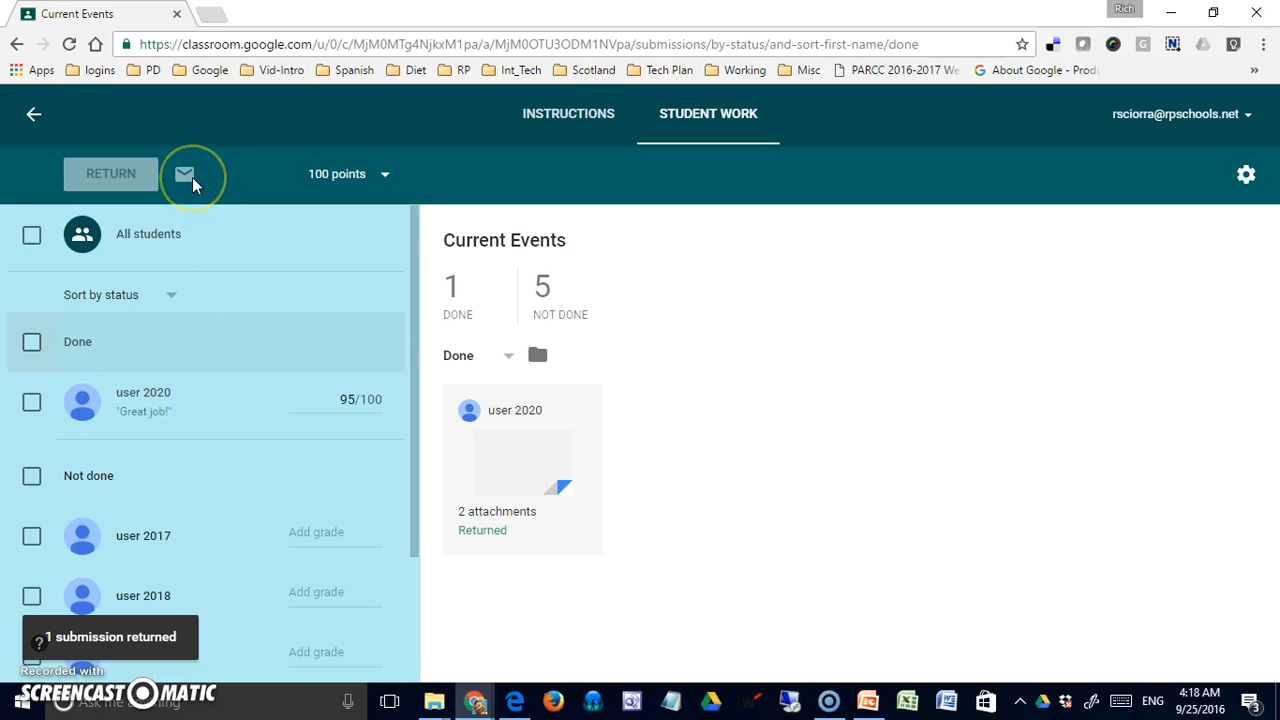 Current Events
Rich
https://classroom.google.com/u/0/c/MjM0MTg4NjkxM1pa/a/MjM0OTU3ODM1NVpa/submissions/by-status/and-sort-first-name/done
Apps logins PD Google Vid-Intro Spanish Diet RP Int_Tech Scotland Tech Plan Working Misc PARCC 2016-2017 We About Google - Produ
INSTRUCTIONS STUDENT WORK rsciorra@rpschools.net
RETURN 100 points
All students
Sort by status
Done
user 2020 95/100
"Great job!"
Not done
user 2017 Add grade
user 2018 Add grade
Add grade
Current Events
1 5
DONE NOT DONE
Done
user 2020
2 attachments
Returned
1 submission returned
Recorded with
SCREENCAST MATIC
Ask me anything
ENG
4:18 AM
9/25/2016
3